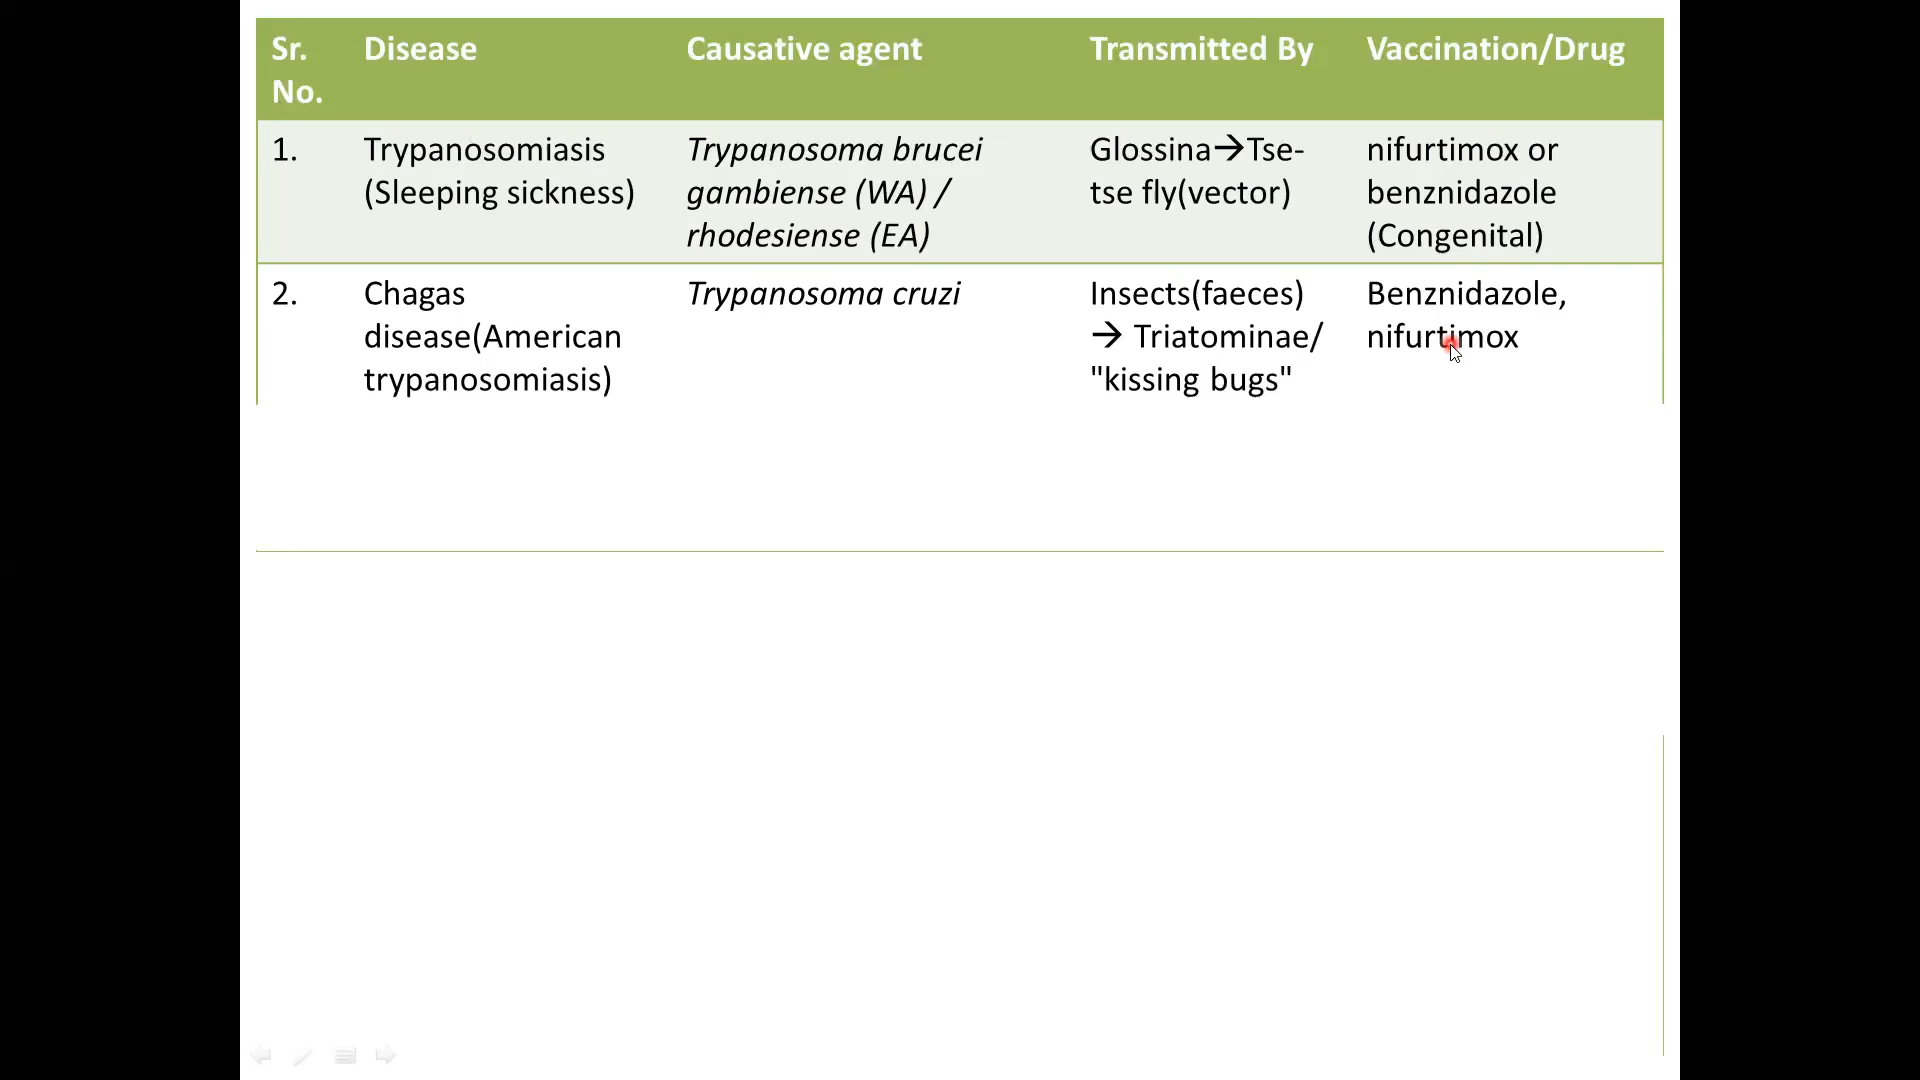 Sr. No.
Disease
Causative agent
Transmitted By
Vaccination/Drug
1.
Trypanosomiasis
(Sleeping sickness)
Trypanosoma brucei
gambiense (WA) /
rhodesiense (EA)
Glossina→Tse-
tse fly(vector)
nifurtimox or
benznidazole
(Congenital)
2.
Chagas
disease(American
trypanosomiasis)
Trypanosoma cruzi
Insects(faeces)
→ Triatominae/
"kissing bugs"
Benznidazole,
nifurtimox